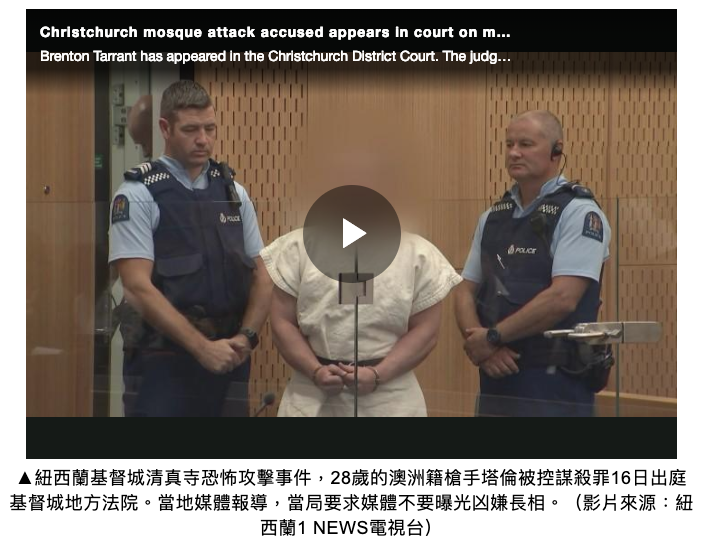 Christchurch mosque attack accused appears in court on m...
Brenton Tarrant has appeared in the Christchurch District Court. The judg...
POLICE
POLICE
▲紐西蘭基督城清真寺恐怖攻擊事件，28歲的澳洲籍槍手塔倫被控謀殺罪16日出庭
基督城地方法院。當地媒體報導，當局要求媒體不要曝光凶嫌長相。（影片來源：紐
西蘭1 NEWS電視台）